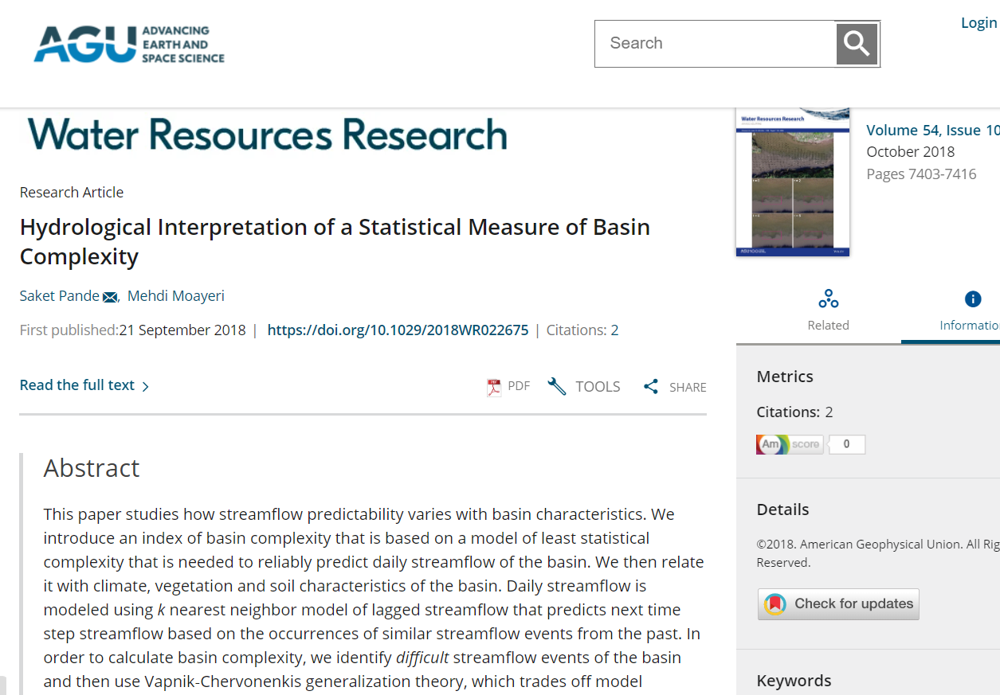 AGU ADVANCING
EARTH AND
SPACE SCIENCE
Search
Login
Water Resources Research
Research Article
Hydrological Interpretation of a Statistical Measure of Basin
Complexity
Saket Pande , Mehdi Moayeri
First published:21 September 2018 | https://doi.org/10.1029/2018WR022675 | Citations: 2
Read the full text
PDF TOOLS SHARE
Abstract
This paper studies how streamflow predictability varies with basin characteristics. We
introduce an index of basin complexity that is based on a model of least statistical
complexity that is needed to reliably predict daily streamflow of the basin. We then relate
it with climate, vegetation and soil characteristics of the basin. Daily streamflow is
modeled using k nearest neighbor model of lagged streamflow that predicts next time
step streamflow based on the occurrences of similar streamflow events from the past. In
order to calculate basin complexity, we identify difficult streamflow events of the basin
and then use Vapnik-Chervonenkis generalization theory, which trades off model
Water Resources Research
Volume 54, Issue 10
October 2018
Pages 7403-7416
Related
Informatio
Metrics
Citations: 2
Am score 0
Details
©2018. American Geophysical Union. All Rig
Reserved.
Check for updates
Keywords